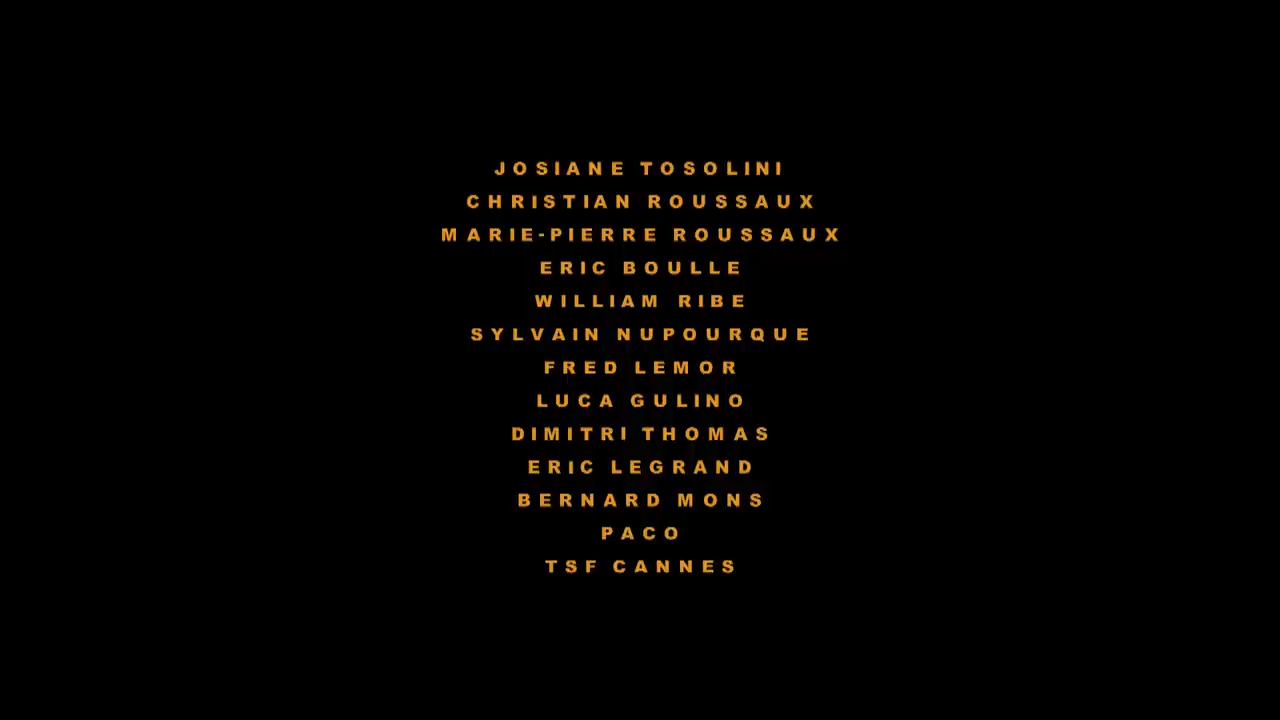 JOSIANE TOSOLINI
CHRISTIAN ROUSSAUX
MARIE-PIERRE ROUSSAUX
ERIC BOULLE
WILLIAM RIBE
SYLVAIN NUPOURQUE
FRED LEMOR
LUCA GULINO
DIMITRI THOMAS
ERIC LEGRAND
BERNARD MONS
PACO
TSF CANNES